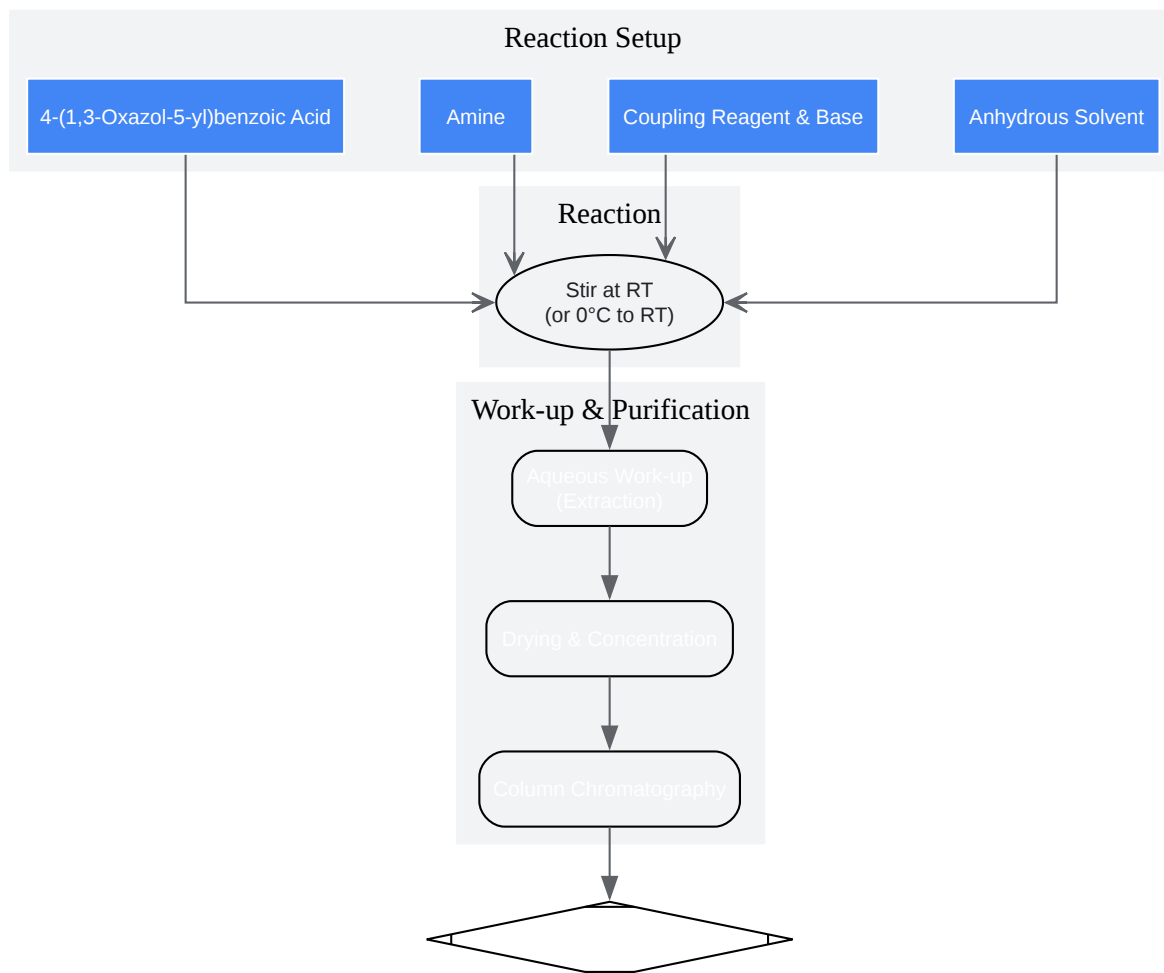 Reaction Setup
4-(1,3-Oxazol-5-yl)benzoic Acid
Amine
Coupling Reagent & Base
Anhydrous Solvent
Reaction
Stir at RT
(or 0°C to RT)
Work-up & Purification
Aqueous Work-up
(Extraction)
Drying & Concentration
Column Chromatography